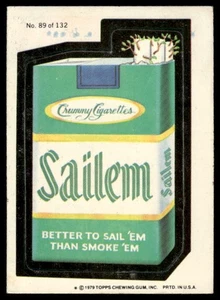 No. 89 of 132
Crummy Cigarettes
Sailem
Sailem
BETTER TO SAIL 'EM
THAN SMOKE 'EM
© 1979 TOPPS CHEWING GUM, INC. PRTD. IN U.S.A.